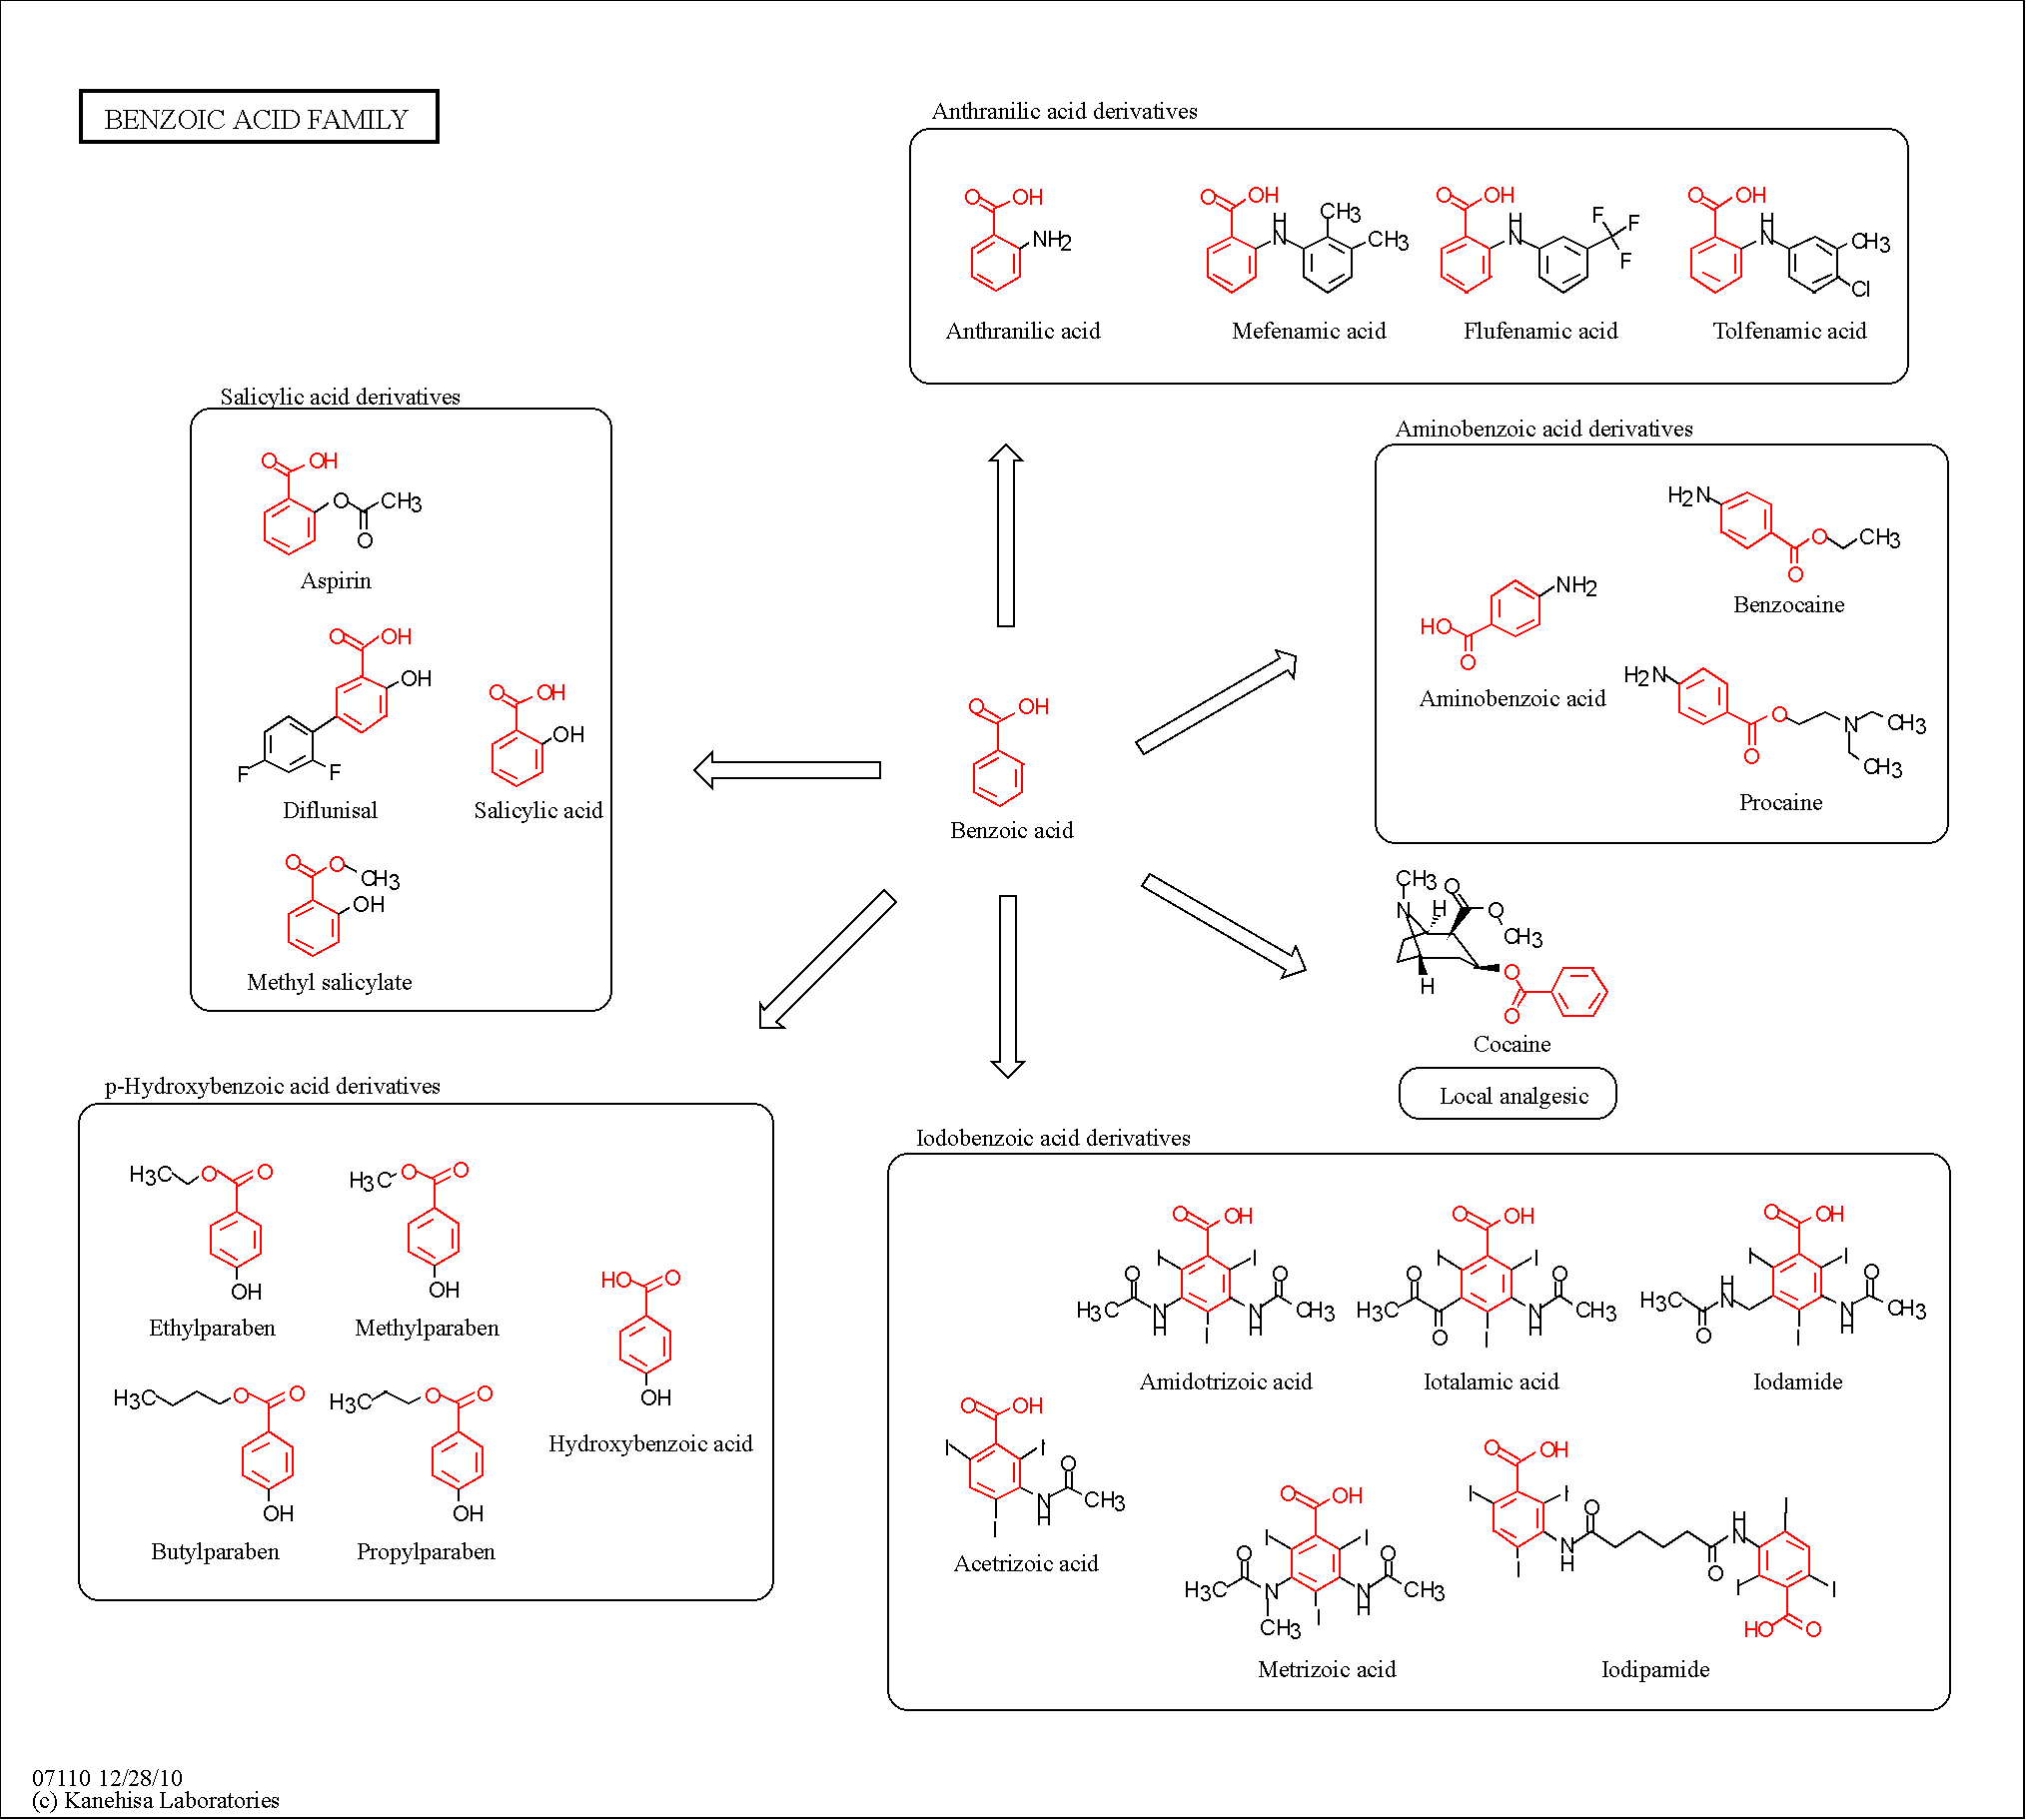 BENZOIC ACID FAMILY
Anthranilic acid derivatives
O OH
NH2
Anthranilic acid
O OH
H
N
CH3
CH3
Mefenamic acid
O OH
H
N
F
F
F
Flufenamic acid
O OH
H
N
CH3
Cl
Tolfenamic acid
Salicylic acid derivatives
O OH
O
CH3
O
Aspirin
O OH
OH
F
F
Diflunisal
O OH
OH
Salicylic acid
O O
CH3
OH
Methyl salicylate
O OH
Benzoic acid
Aminobenzoic acid derivatives
H2N
O
CH3
O
Benzocaine
NH2
HO
O
Aminobenzoic acid
H2N
O
N
CH3
O
CH3
Procaine
CH3
O
N
H
O
CH3
O
H
O
Cocaine
Local analgesic
p-Hydroxybenzoic acid derivatives
H3C
O
O
OH
Ethylparaben
H3C
O
O
OH
Methylparaben
HO
O
OH
Hydroxybenzoic acid
H3C
O
O
OH
Butylparaben
H3C
O
O
OH
Propylparaben
Iodobenzoic acid derivatives
O OH
I I
O O
H3C N N CH3
H I H
Amidotrizoic acid
O OH
I I
O O
H3C N CH3
O I H
Iotalamic acid
O OH
I I
H O
H3C N N CH3
O I H
Iodamide
O OH
I I
O
N CH3
I H
Acetrizoic acid
O OH
I I
O O
H3C N N CH3
CH3 I H
Metrizoic acid
O OH
I I
I
O H
N N
H
I O
I I
HO O
Iodipamide
07110 12/28/10
(c) Kanehisa Laboratories